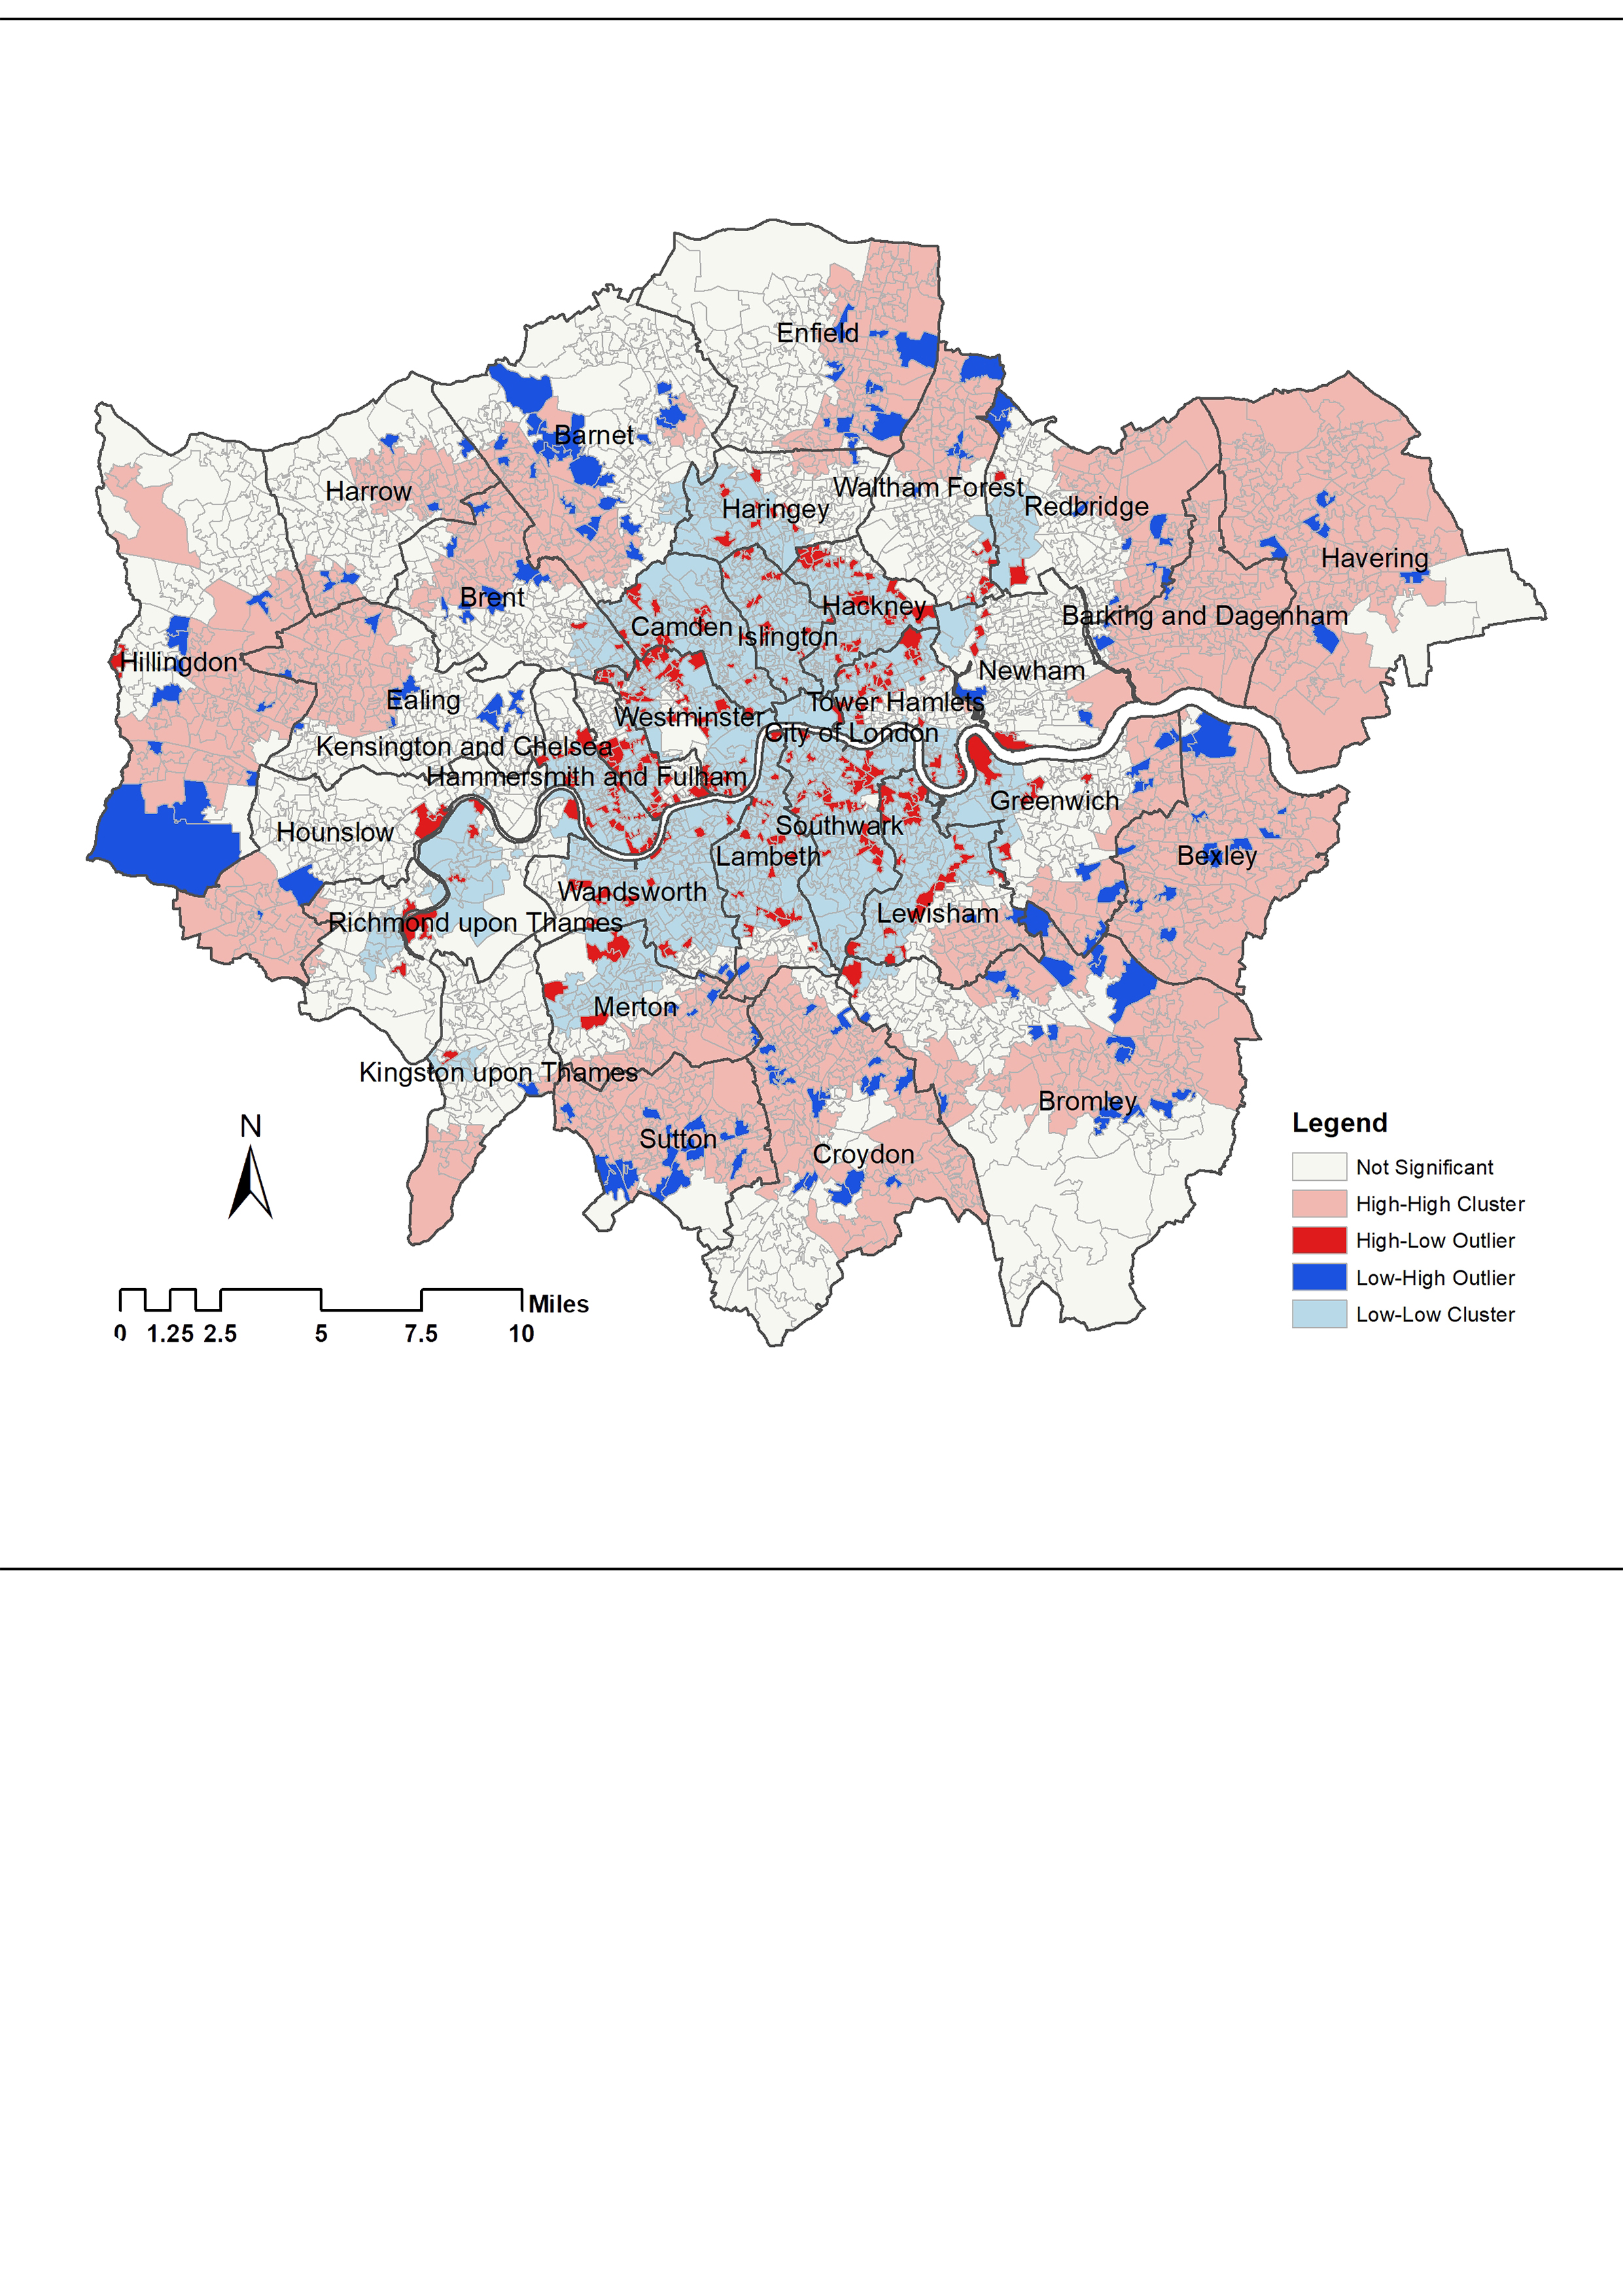 Enfield
Barnet
Harrow
Waltham Forest
Haringey
Redbridge
Havering
Brent
Hackney
Barking and Dagenham
Camden
Islington
Hillingdon
Newham
Ealing
Tower Hamlets
Westminster
City of London
Kensington and Chelsea
Hammersmith and Fulham
Greenwich
Hounslow
Southwark
Lambeth
Bexley
Wandsworth
Lewisham
Richmond upon Thames
Merton
Kingston upon Thames
Bromley
Sutton
Croydon
N
Legend
Not Significant
High-High Cluster
High-Low Outlier
Low-High Outlier
Low-Low Cluster
Miles
0 1.25 2.5 5 7.5 10